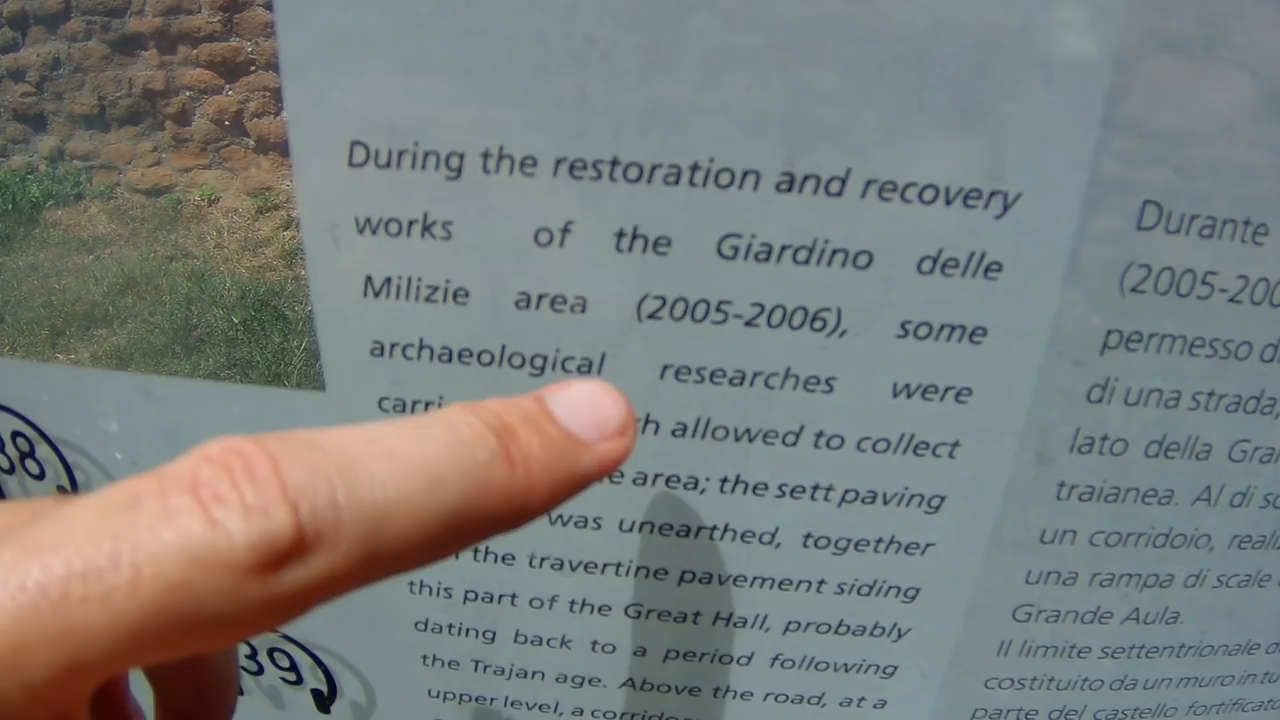 During the restoration and recovery
works of the Giardino delle
Milizie area (2005-2006), some
archaeological researches were
allowed to collect
area; the sett paving
was unearthed, together
the travertine pavement siding
this part of the Great Hall, probably
dating back to a period following
the Trajan age. Above the road, at a
upper level, a
Durante
(2005-200
permesso d
di una strada,
lato della Gra
traianea. Al di so
un corridoio, reali
una rampa di scale
Grande Aula.
Il limite settentrionale d
costituito da un muro in tu
parte del castello fortificato
38
39